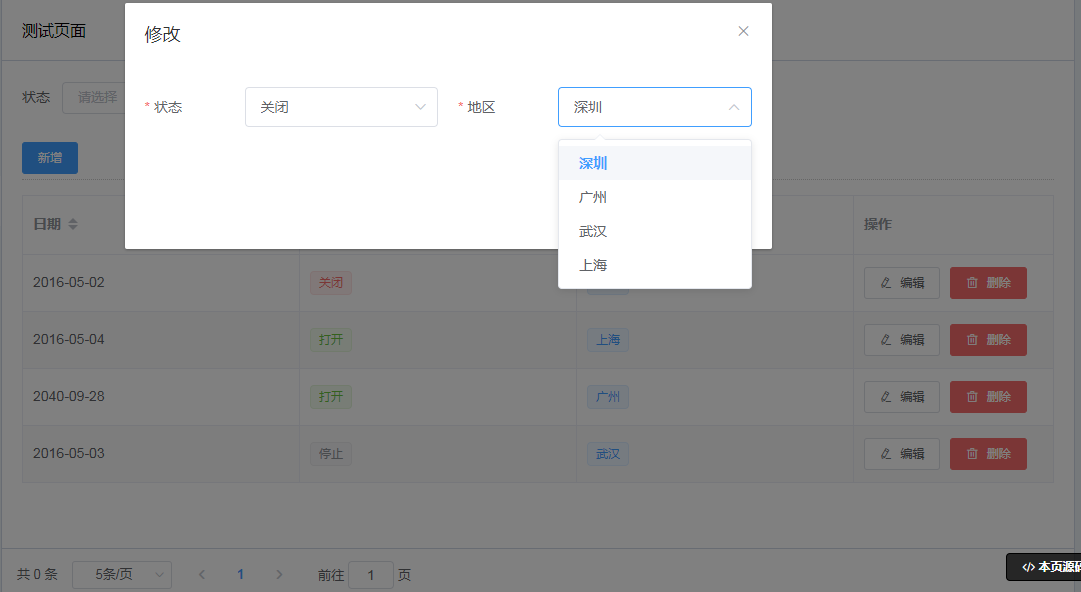 测试页面
修改
状态 请选择
* 状态 关闭 * 地区 深圳
新增
深圳
广州
武汉
上海
日期 操作
2016-05-02 关闭 编辑 删除
2016-05-04 打开 上海 编辑 删除
2040-09-28 打开 广州 编辑 删除
2016-05-03 停止 武汉 编辑 删除
共 0 条 5条/页 1 前往 1 页
</> 本页源码